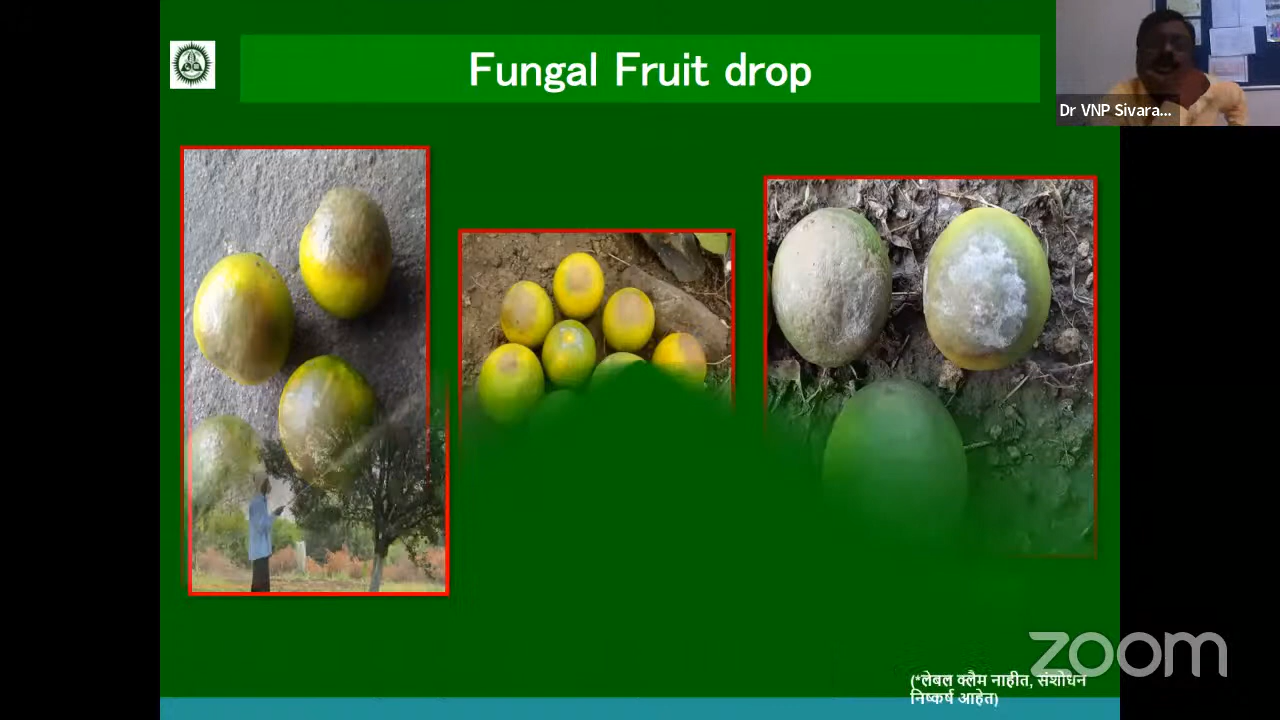 Fungal Fruit drop
Dr VNP Sivara...
zoom
(*लेबल क्लैम नाहीत, संशोधन
निष्कर्ष आहेत)